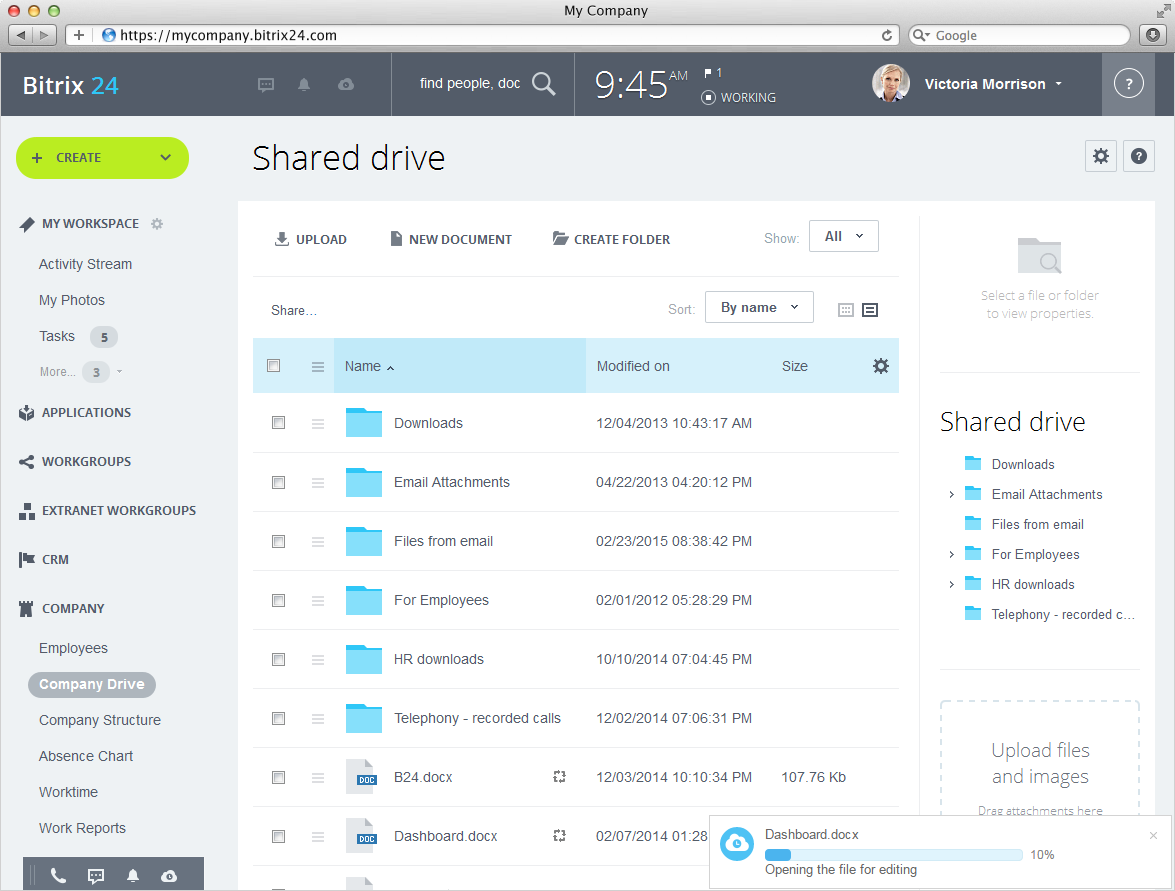 My Company
https://mycompany.bitrix24.com
Google
Bitrix 24
find people, doc
9:45 AM
1
WORKING
Victoria Morrison
?
+ CREATE
Shared drive
?
MY WORKSPACE
Activity Stream
My Photos
Tasks 5
More... 3
APPLICATIONS
WORKGROUPS
EXTRANET WORKGROUPS
CRM
COMPANY
Employees
Company Drive
Company Structure
Absence Chart
Worktime
Work Reports
UPLOAD NEW DOCUMENT CREATE FOLDER Show: All
Share... Sort: By name
Name Modified on Size
Downloads 12/04/2013 10:43:17 AM
Email Attachments 04/22/2013 04:20:12 PM
Files from email 02/23/2015 08:38:42 PM
For Employees 02/01/2012 05:28:29 PM
HR downloads 10/10/2014 07:04:45 PM
Telephony - recorded calls 12/02/2014 07:06:31 PM
DOC B24.docx 12/03/2014 10:10:34 PM 107.76 Kb
DOC Dashboard.docx 02/07/2014 01:28
Select a file or folder
to view properties.
Shared drive
Downloads
Email Attachments
Files from email
For Employees
HR downloads
Telephony - recorded c...
Upload files
and images
Drag attachments here
Dashboard.docx
10%
Opening the file for editing